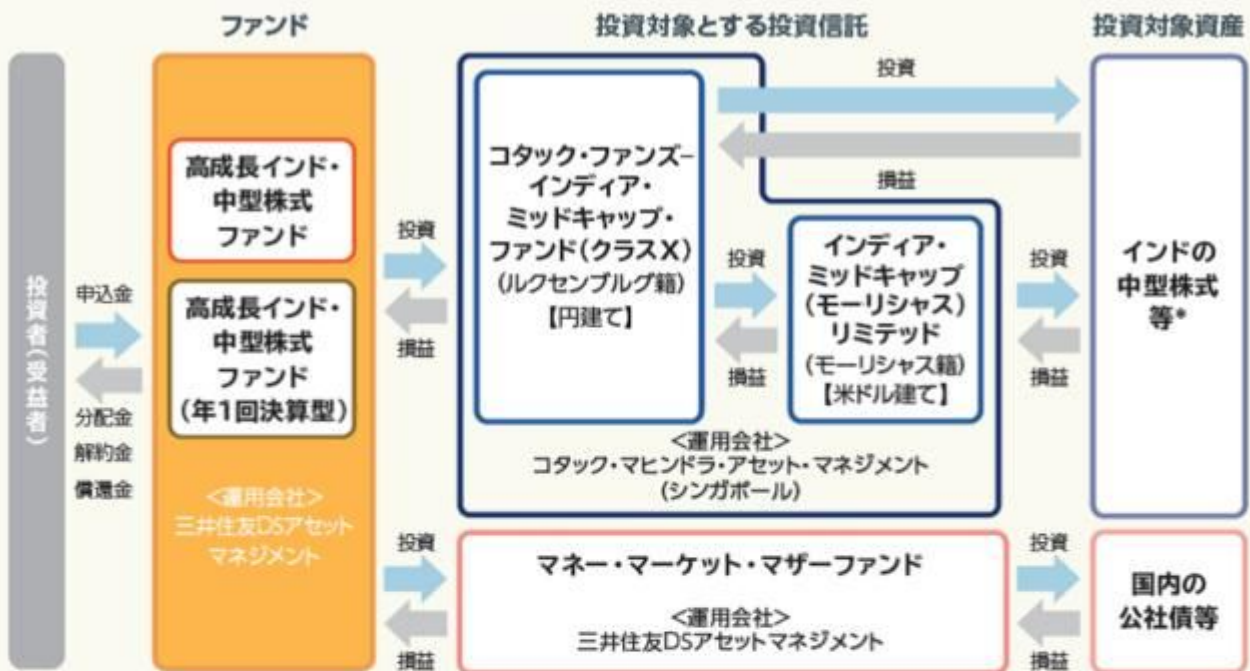 ファンド
投資対象とする投資信託
投資対象資産
投資者(受益者)
申込金
分配金
解約金
償還金
高成長インド・
中型株式
ファンド
高成長インド・
中型株式
ファンド
(年1回決算型)
<運用会社>
三井住友DSアセット
マネジメント
投資
損益
コタック・ファンズ−
インディア・
ミッドキャップ・
ファンド(クラスX)
(ルクセンブルグ籍)
【円建て】
投資
損益
投資
損益
インディア・
ミッドキャップ
(モーリシャス)
リミテッド
(モーリシャス籍)
【米ドル建て】
<運用会社>
コタック・マヒンドラ・アセット・マネジメント
(シンガポール)
投資
損益
インドの
中型株式
等*
投資
損益
マネー・マーケット・マザーファンド
<運用会社>
三井住友DSアセットマネジメント
投資
損益
国内の
公社債等